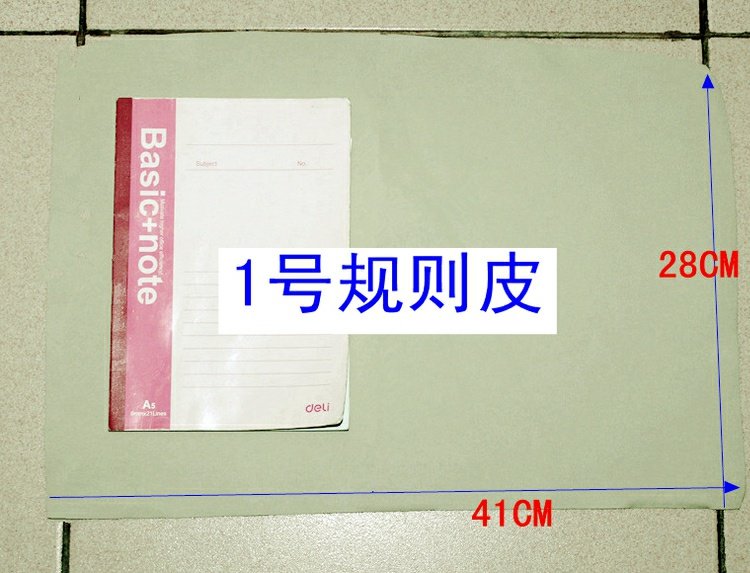 Basic+note
Subject
No.
1号规则皮
28CM
A5
deli
41CM